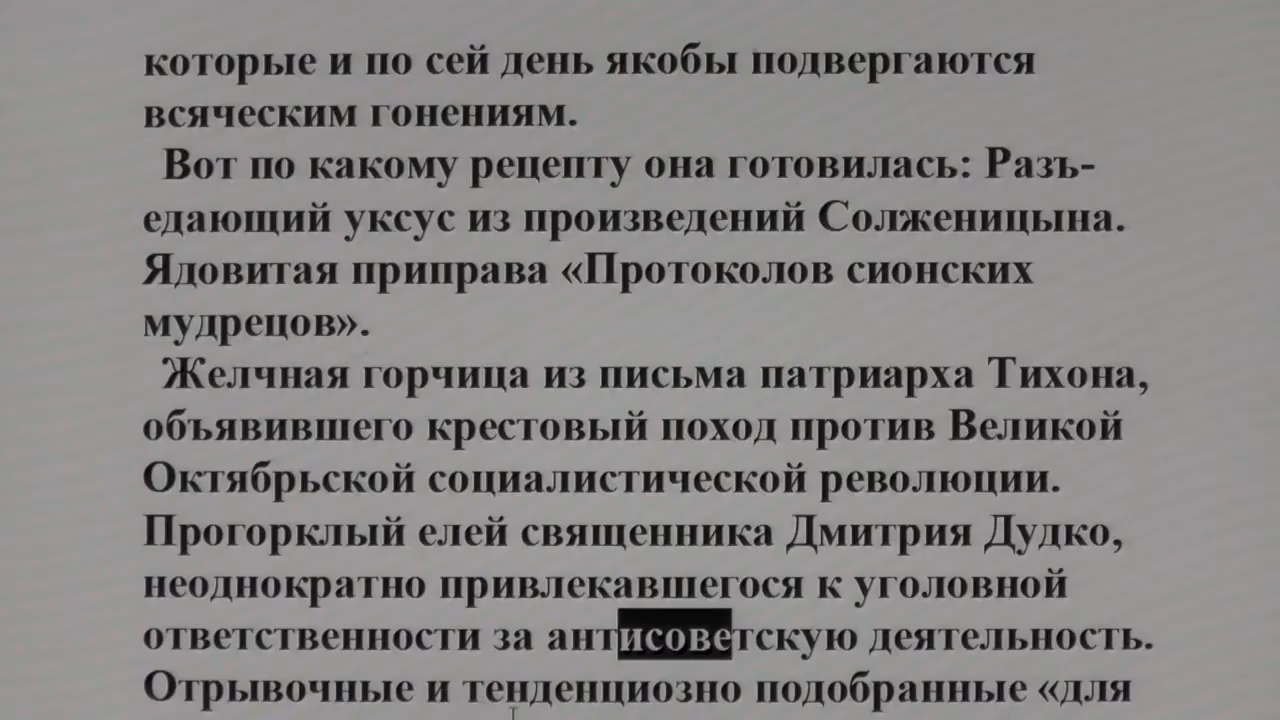 которые и по сей день якобы подвергаются
всяческим гонениям.
Вот по какому рецепту она готовилась: Разъ-
едающий уксус из произведений Солженицына.
Ядовитая приправа «Протоколов сионских
мудрецов».
Желчная горчица из письма патриарха Тихона,
объявившего крестовый поход против Великой
Октябрьской социалистической революции.
Прогорклый елей священника Дмитрия Дудко,
неоднократно привлекавшегося к уголовной
ответственности за антисоветскую деятельность.
Отрывочные и тенденциозно подобранные «для